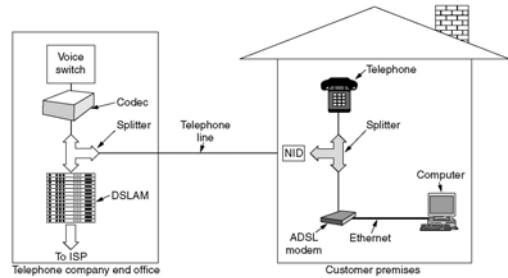 Voice
switch
Codec
Splitter
Telephone
line
DSLAM
To ISP
Telephone company end office
Telephone
NID
Splitter
Computer
ADSL
modem
Ethernet
Customer premises